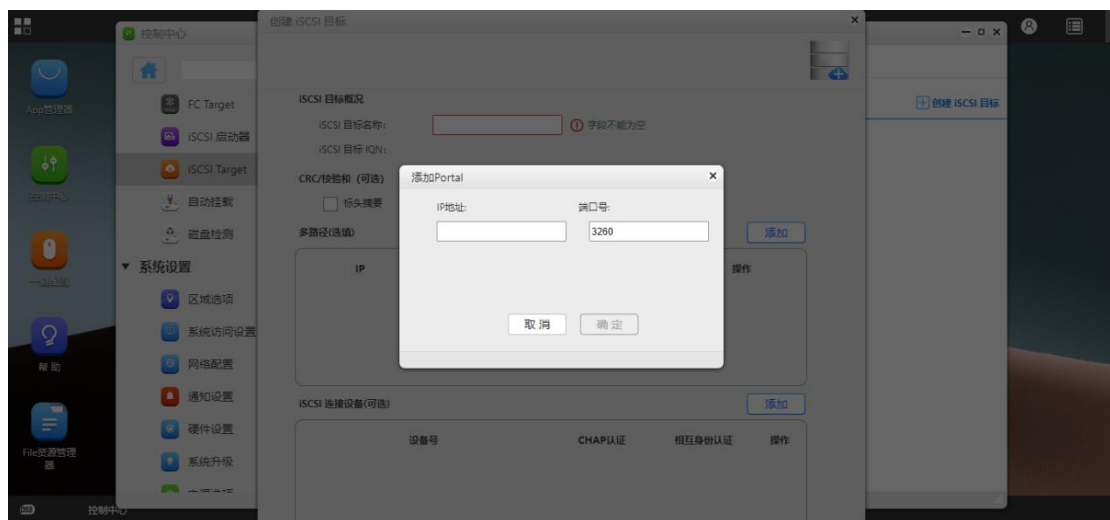 创建 iSCSI 目标
控制中心
App管理器
控制中心
一键配置
帮 助
File资源管理
器
FC Target
iSCSI 启动器
iSCSI Target
自动挂载
磁盘检测
系统设置
区域选项
系统访问设置
网络配置
通知设置
硬件设置
系统升级
创建 iSCSI 目标
iSCSI 目标概况
iSCSI 目标名称:
字段不能为空
iSCSI 目标 IQN:
CRC/校验和 (可选)
标头摘要
多路径(选填)
添加
IP
操作
添加Portal
IP地址:
端口号:
3260
取 消
确 定
iSCSI 连接设备(可选)
添加
设备号
CHAP认证
相互身份认证
操作
控制中心